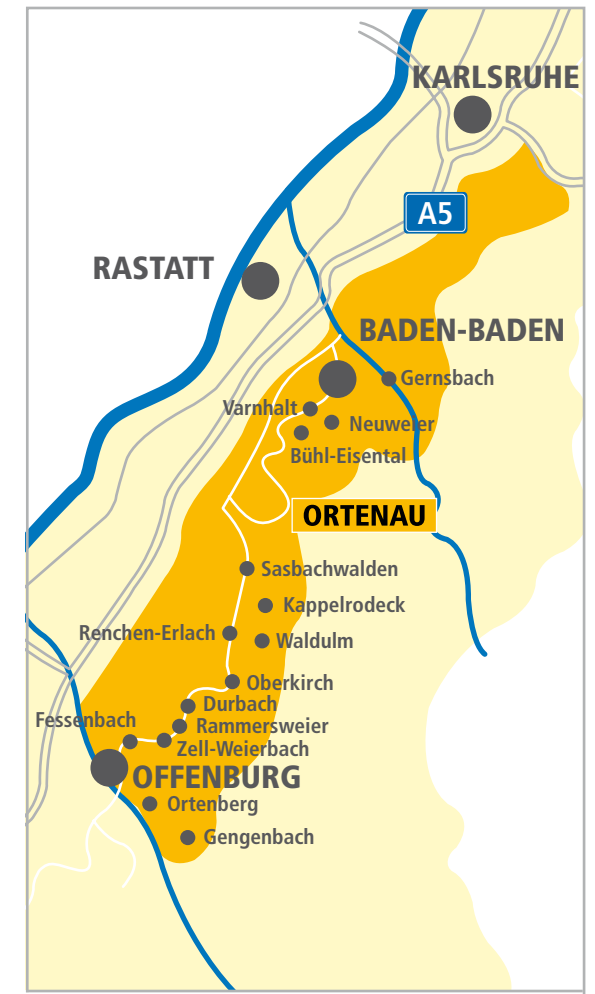 KARLSRUHE
A5
RASTATT
BADEN-BADEN
Gernsbach
Varnhalt
Neuweier
Bühl-Eisental
ORTENAU
Sasbachwalden
Kappelrodeck
Renchen-Erlach
Waldulm
Oberkirch
Durbach
Fessenbach
Rammersweier
Zell-Weierbach
OFFENBURG
Ortenberg
Gengenbach